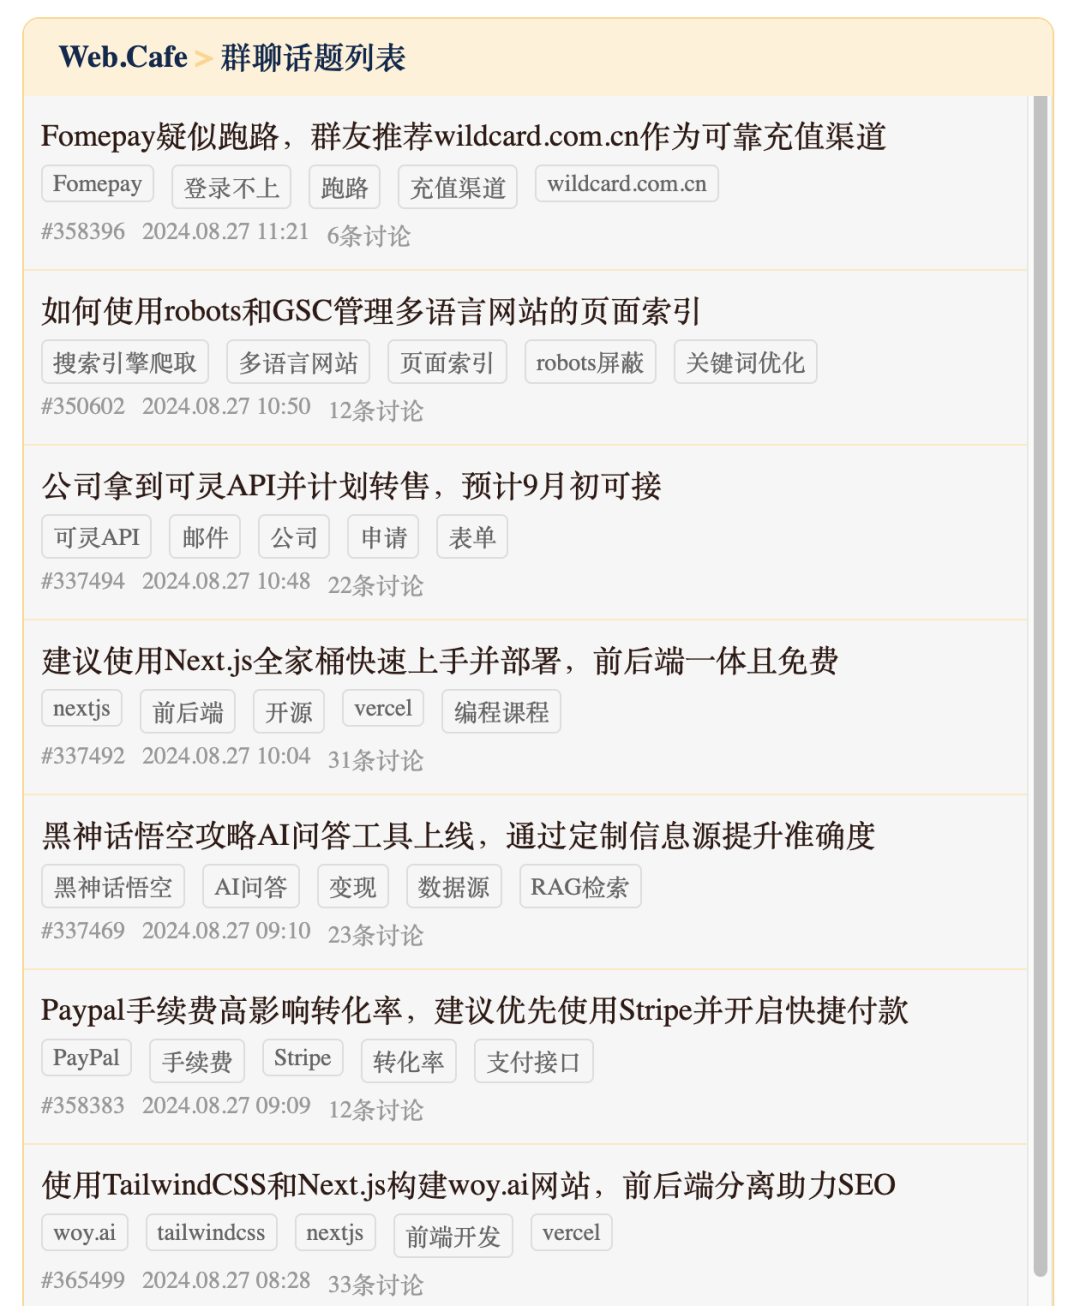 Web.Cafe > 群聊话题列表
Fomepay疑似跑路，群友推荐wildcard.com.cn作为可靠充值渠道
Fomepay 登录不上 跑路 充值渠道 wildcard.com.cn
#358396 2024.08.27 11:21 6条讨论
如何使用robots和GSC管理多语言网站的页面索引
搜索引擎爬取 多语言网站 页面索引 robots屏蔽 关键词优化
#350602 2024.08.27 10:50 12条讨论
公司拿到可灵API并计划转售，预计9月初可接
可灵API 邮件 公司 申请 表单
#337494 2024.08.27 10:48 22条讨论
建议使用Next.js全家桶快速上手并部署，前后端一体且免费
nextjs 前后端 开源 vercel 编程课程
#337492 2024.08.27 10:04 31条讨论
黑神话悟空攻略AI问答工具上线，通过定制信息源提升准确度
黑神话悟空 AI问答 变现 数据源 RAG检索
#337469 2024.08.27 09:10 23条讨论
Paypal手续费高影响转化率，建议优先使用Stripe并开启快捷付款
PayPal 手续费 Stripe 转化率 支付接口
#358383 2024.08.27 09:09 12条讨论
使用TailwindCSS和Next.js构建woy.ai网站，前后端分离助力SEO
woy.ai tailwindcss nextjs 前端开发 vercel
#365499 2024.08.27 08:28 33条讨论